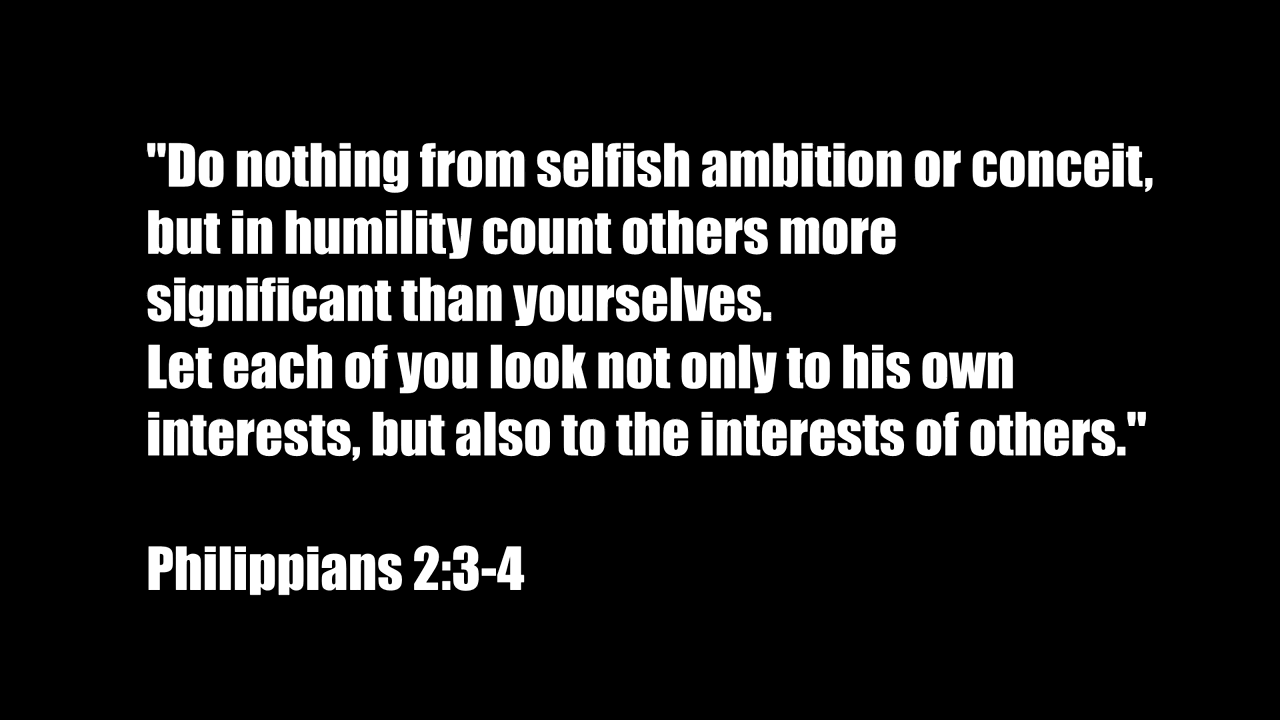 "Do nothing from selfish ambition or conceit,
but in humility count others more
significant than yourselves.
Let each of you look not only to his own
interests, but also to the interests of others."
Philippians 2:3-4